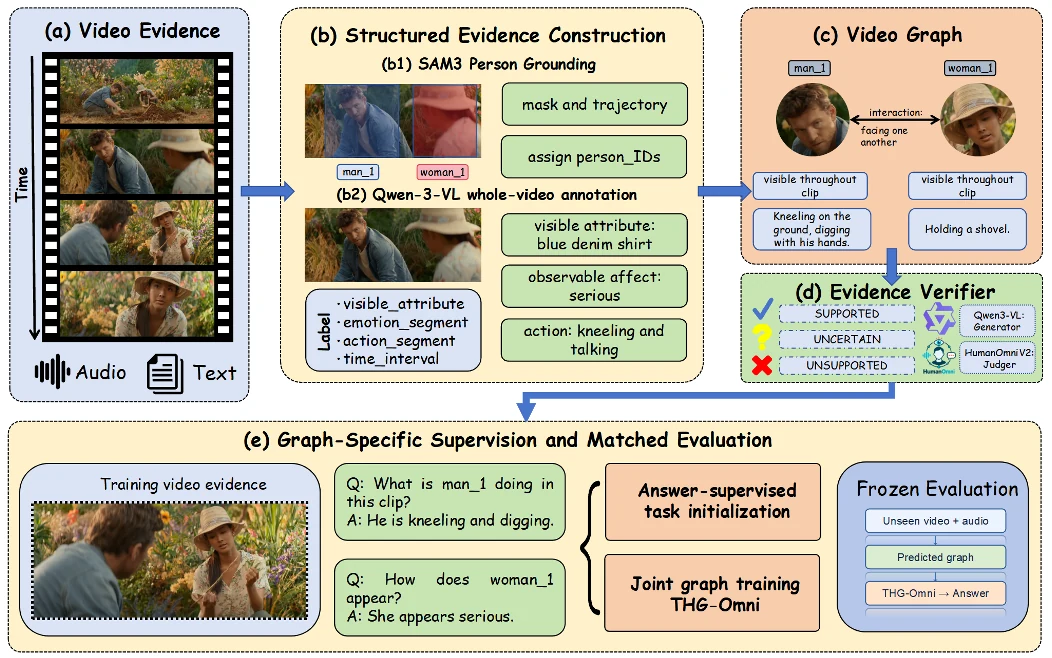 (a) Video Evidence
Time
Audio
Text
(b) Structured Evidence Construction
(b1) SAM3 Person Grounding
man_1
woman_1
mask and trajectory
assign person_IDs
(b2) Qwen-3-VL whole-video annotation
Label
· visible_attribute
· emotion_segment
· action_segment
· time_interval
visible attribute:
blue denim shirt
observable affect:
serious
action: kneeling and
talking
(c) Video Graph
man_1
woman_1
interaction:
facing one
another
visible throughout
clip
visible throughout
clip
Kneeling on the
ground, digging
with his hands.
Holding a shovel.
(d) Evidence Verifier
SUPPORTED
UNCERTAIN
UNSUPPORTED
Qwen3-VL:
Generator
HumanOmni
HumanOmniV2:
Judger
(e) Graph-Specific Supervision and Matched Evaluation
Training video evidence
Q: What is man_1 doing in
this clip?
A: He is kneeling and digging.
Q: How does woman_1
appear?
A: She appears serious.
Answer-supervised
task initialization
Joint graph training
THG-Omni
Frozen Evaluation
Unseen video + audio
Predicted graph
THG-Omni → Answer